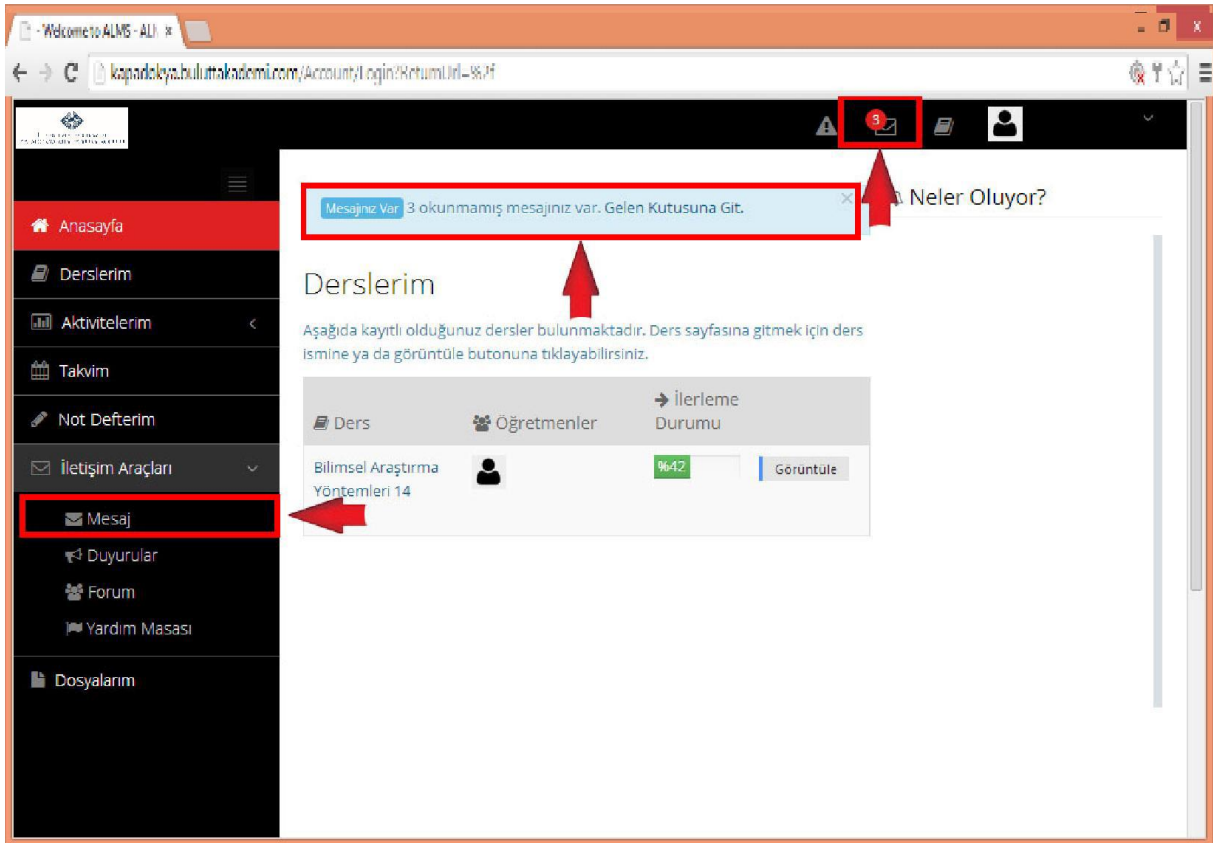 - Welcome to ALMS - ALM
kapadokya.buluttakademi.com/Account/Login?ReturnUrl=%2f
3
Mesajınız Var 3 okunmamış mesajınız var. Gelen Kutusuna Git.
Neler Oluyor?
Anasayfa
Derslerim
Aktivitelerim
Takvim
Not Defterim
İletişim Araçları
Mesaj
Duyurular
Forum
Yardım Masası
Dosyalarım
Derslerim
Aşağıda kayıtlı olduğunuz dersler bulunmaktadır. Ders sayfasına gitmek için ders
ismine ya da görüntüle butonuna tıklayabilirsiniz.
Ders
Öğretmenler
İlerleme
Durumu
Bilimsel Araştırma
Yöntemleri 14
%42
Görüntüle